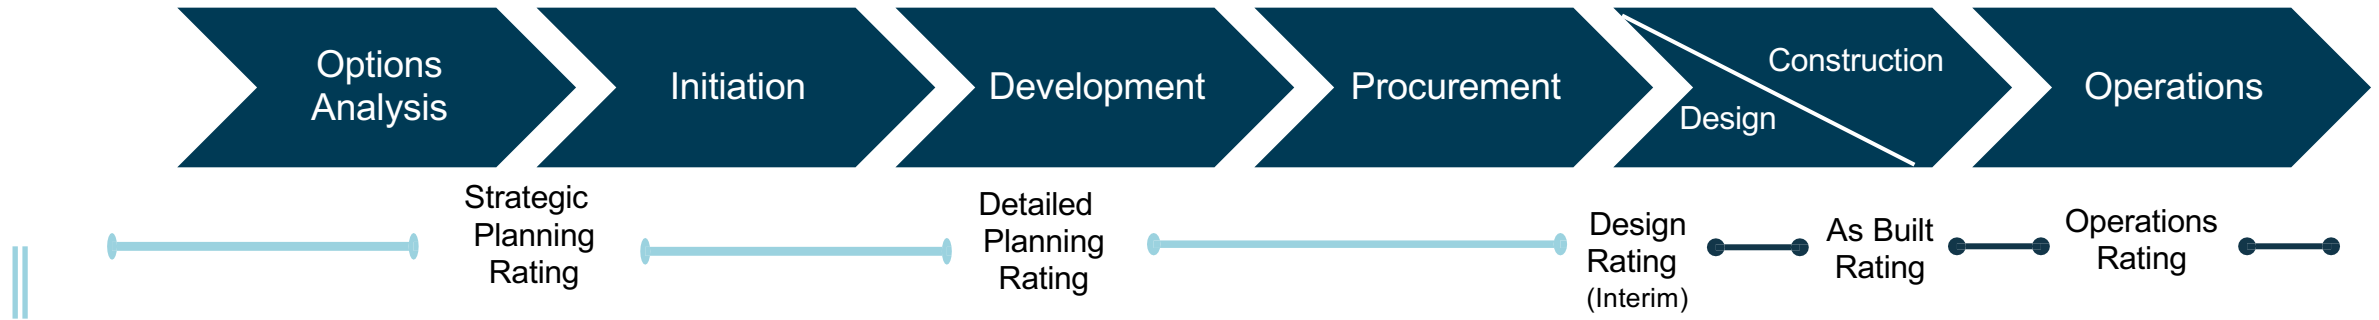 Options
Analysis
Initiation
Development
Procurement
Construction
Design
Operations
Strategic
Planning
Rating
Detailed
Planning
Rating
Design
Rating
(Interim)
As Built
Rating
Operations
Rating